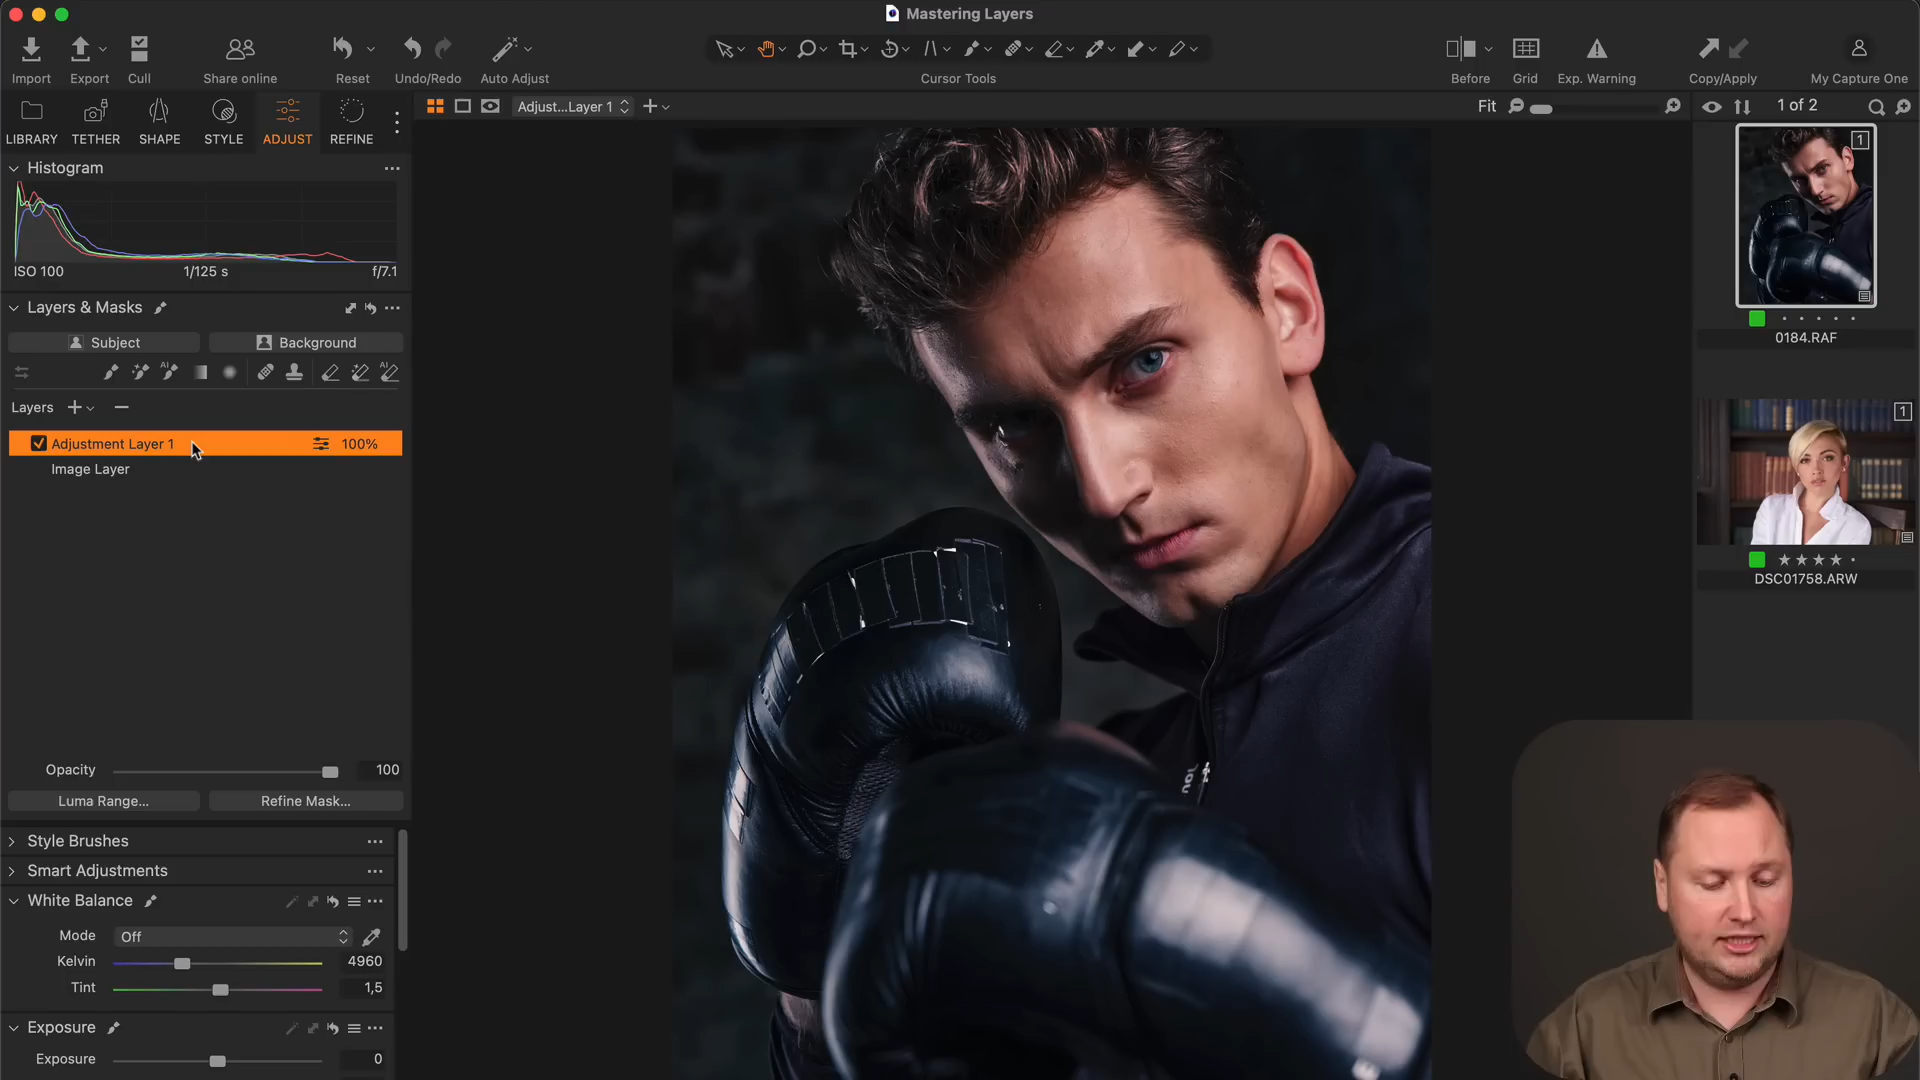 Mastering Layers
Import
Export
Cull
Share online
Reset
Undo/Redo
Auto Adjust
Cursor Tools
Before
Grid
Exp. Warning
Copy/Apply
My Capture One
LIBRARY
TETHER
SHAPE
STYLE
ADJUST
REFINE
Adjust...Layer 1
Fit
1 of 2
Histogram
ISO 100
1/125 s
f/7.1
Layers & Masks
Subject
Background
AI
AI
Layers
Adjustment Layer 1
100%
Image Layer
Opacity
100
Luma Range...
Refine Mask...
Style Brushes
Smart Adjustments
White Balance
Mode
Off
Kelvin
4960
Tint
1,5
Exposure
Exposure
0
1
0184.RAF
1
DSC01758.ARW